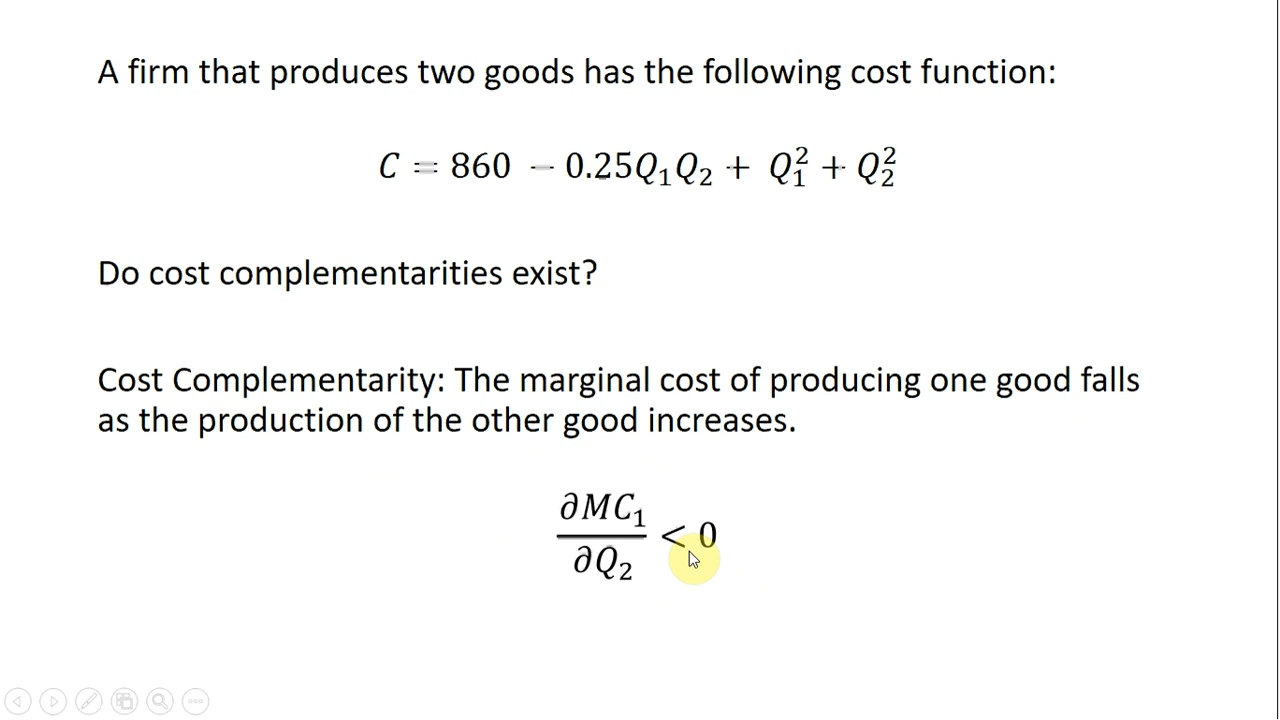 A firm that produces two goods has the following cost function:
C = 860 − 0.25Q₁Q₂ + Q₁² + Q₂²
Do cost complementarities exist?
Cost Complementarity: The marginal cost of producing one good falls
as the production of the other good increases.
∂MC₁
∂Q₂
< 0